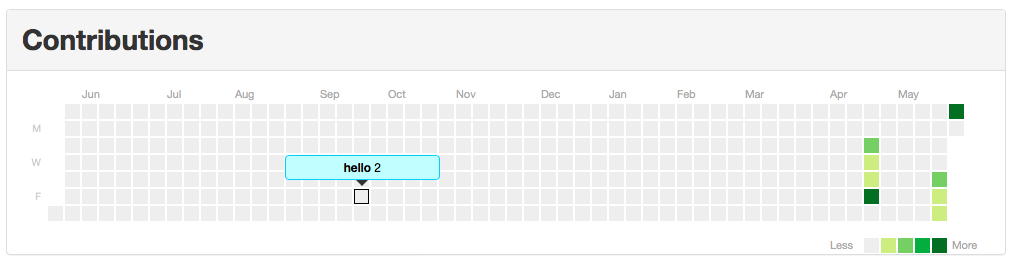 Contributions
Jun Jul Aug Sep Oct Nov Dec Jan Feb Mar Apr May
M
W
hello 2
F
Less More